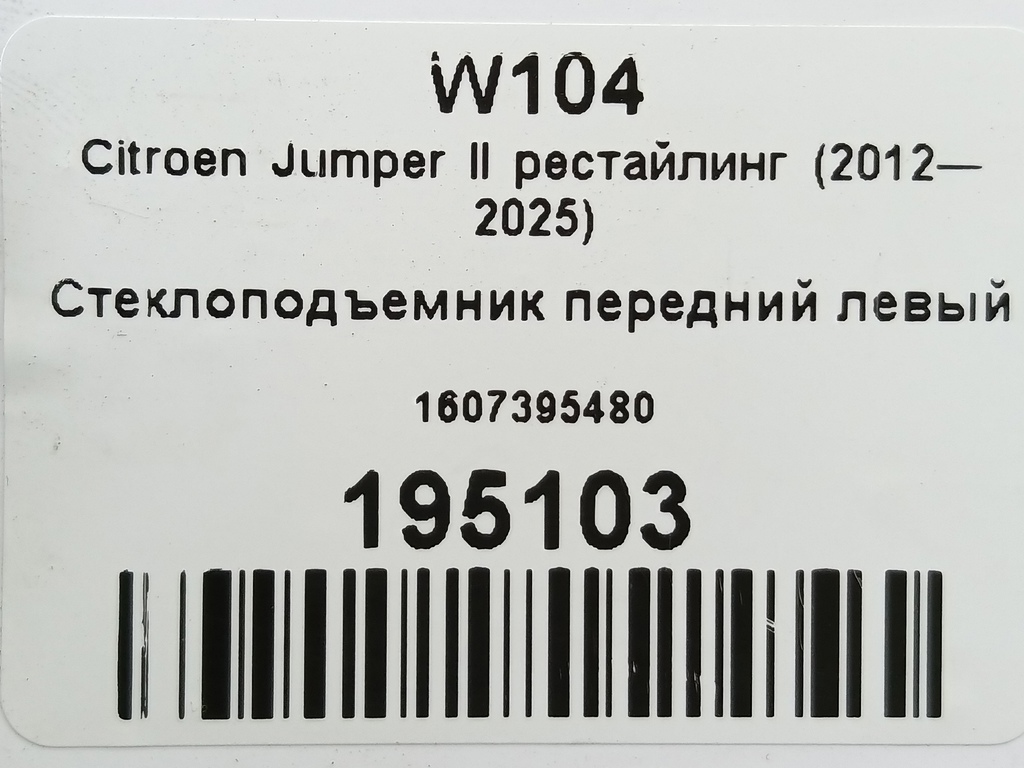 W104
Citroen Jumper II рестайлинг (2012—
2025)
Стеклоподъемник передний левый
1607395480
195103